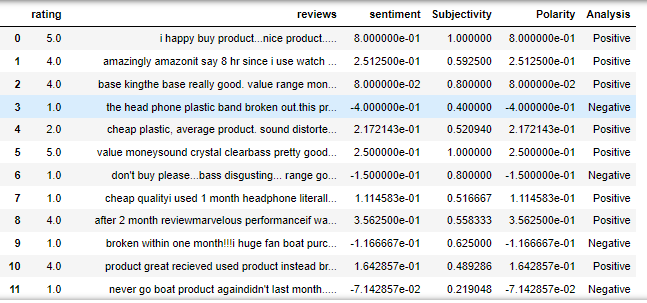 rating reviews sentiment Subjectivity Polarity Analysis
0 5.0 i happy buy product...nice product..... 8.000000e-01 1.000000 8.000000e-01 Positive
1 4.0 amazingly amazonit say 8 hr since i use watch ... 2.512500e-01 0.592500 2.512500e-01 Positive
2 4.0 base kingthe base really good. value range mon... 8.000000e-02 0.800000 8.000000e-02 Positive
3 1.0 the head phone plastic band broken out.this pr... -4.000000e-01 0.400000 -4.000000e-01 Negative
4 2.0 cheap plastic, average product. sound distorte... 2.172143e-01 0.520940 2.172143e-01 Positive
5 5.0 value moneysound crystal clearbass pretty good... 2.500000e-01 1.000000 2.500000e-01 Positive
6 1.0 don't buy please...bass disgusting... range go... -1.500000e-01 0.800000 -1.500000e-01 Negative
7 1.0 cheap qualityi used 1 month headphone literall... 1.114583e-01 0.516667 1.114583e-01 Positive
8 4.0 after 2 month reviewmarvelous performanceif wa... 3.562500e-01 0.558333 3.562500e-01 Positive
9 1.0 broken within one month!!!i huge fan boat purc... -1.166667e-01 0.625000 -1.166667e-01 Negative
10 4.0 product great recieved used product instead br... 1.642857e-01 0.489286 1.642857e-01 Positive
11 1.0 never go boat product againdidn't last month..... -7.142857e-02 0.219048 -7.142857e-02 Negative